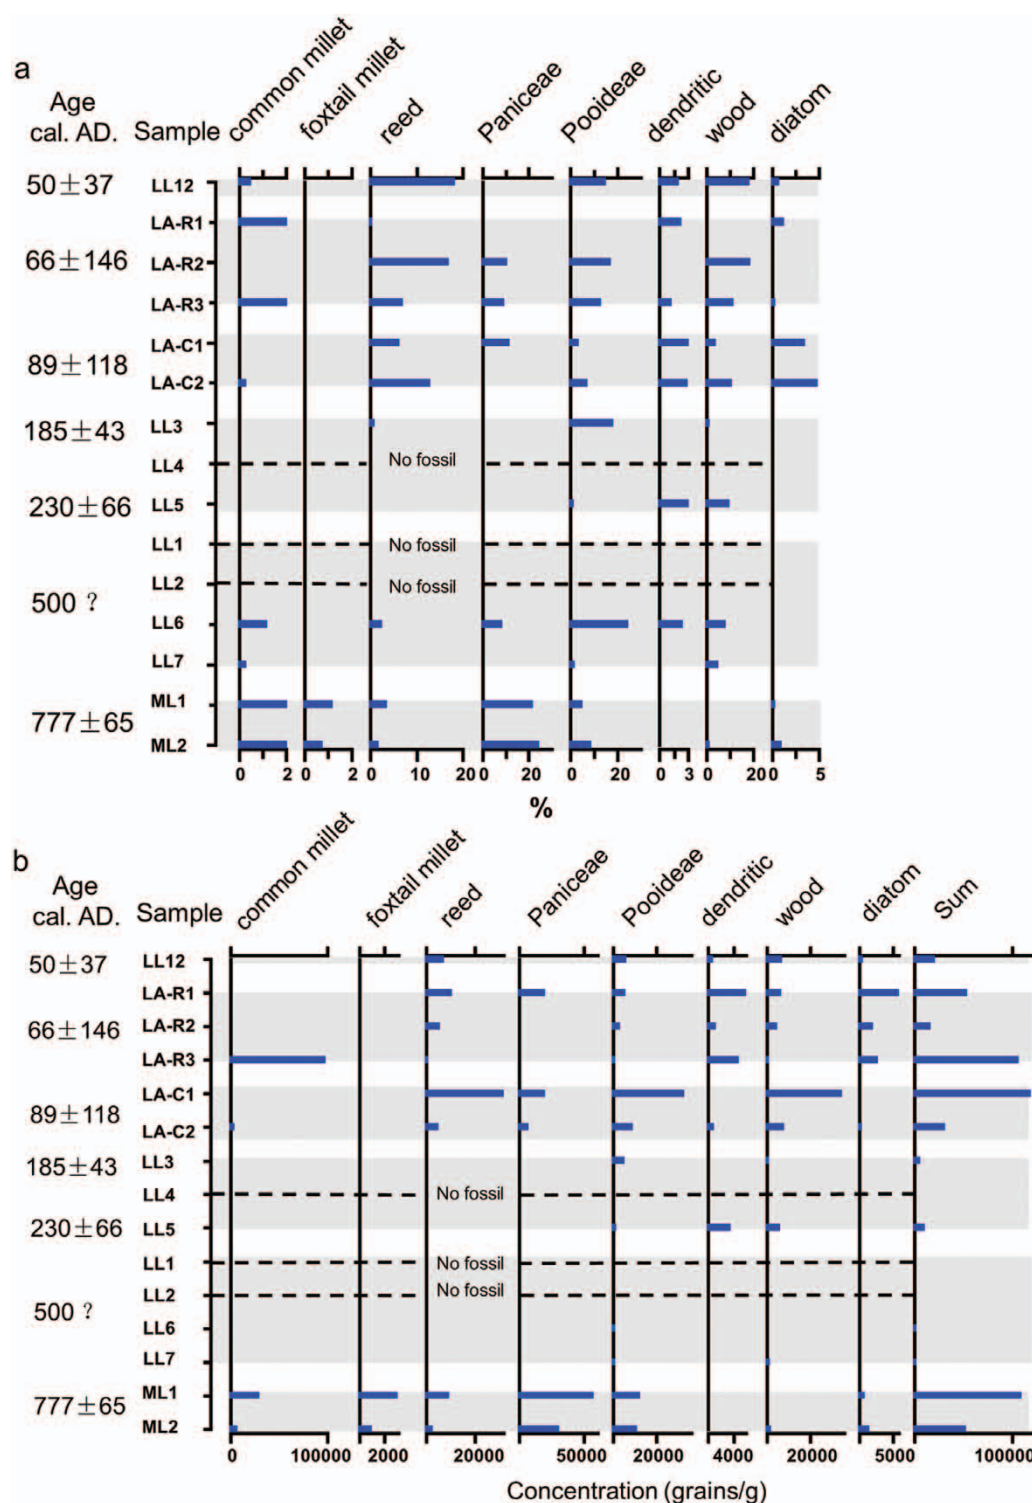 a
common millet
foxtail millet
reed
Paniceae
Pooideae
dendritic
wood
diatom
Age
cal. AD.
Sample
50±37
LL12
LA-R1
66±146
LA-R2
LA-R3
89±118
LA-C1
LA-C2
185±43
LL3
LL4
No fossil
230±66
LL5
LL1
No fossil
LL2
No fossil
500 ?
LL6
LL7
777±65
ML1
ML2
0 2 0 2 0 10 20 0 20 0 20 0 3 0 20 0 5
%
b
common millet
foxtail millet
reed
Paniceae
Pooideae
dendritic
wood
diatom
Sum
Age
cal. AD.
Sample
50±37
LL12
LA-R1
66±146
LA-R2
LA-R3
89±118
LA-C1
LA-C2
185±43
LL3
LL4
No fossil
230±66
LL5
LL1
No fossil
LL2
No fossil
500 ?
LL6
LL7
777±65
ML1
ML2
0 100000 2000 20000 50000 20000 4000 20000 5000 100000
Concentration (grains/g)